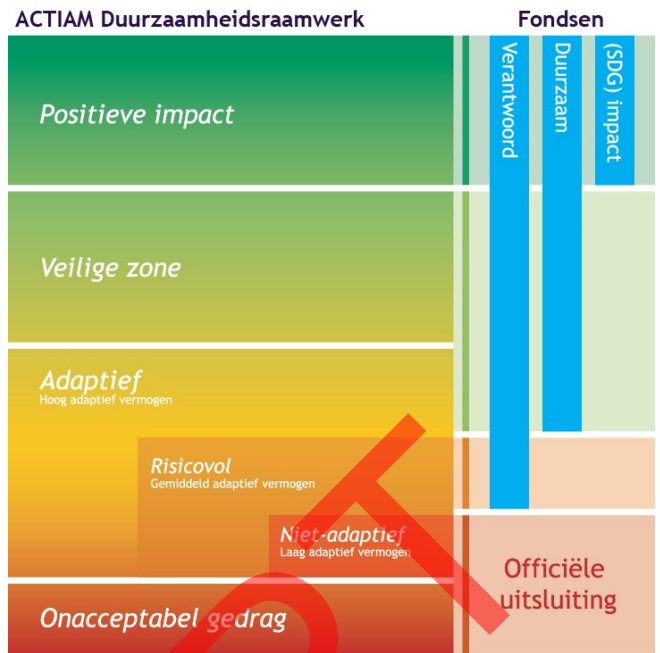 ACTIAM Duurzaamheidsraamwerk
Fondsen
Positieve impact
Verantwoord
Duurzaam
(SDG) impact
Veilige zone
Adaptief
Hoog adaptief vermogen
Risicovol
Gemiddeld adaptief vermogen
Niet-adaptief
Laag adaptief vermogen
Officiële
uitsluiting
Onacceptabel gedrag